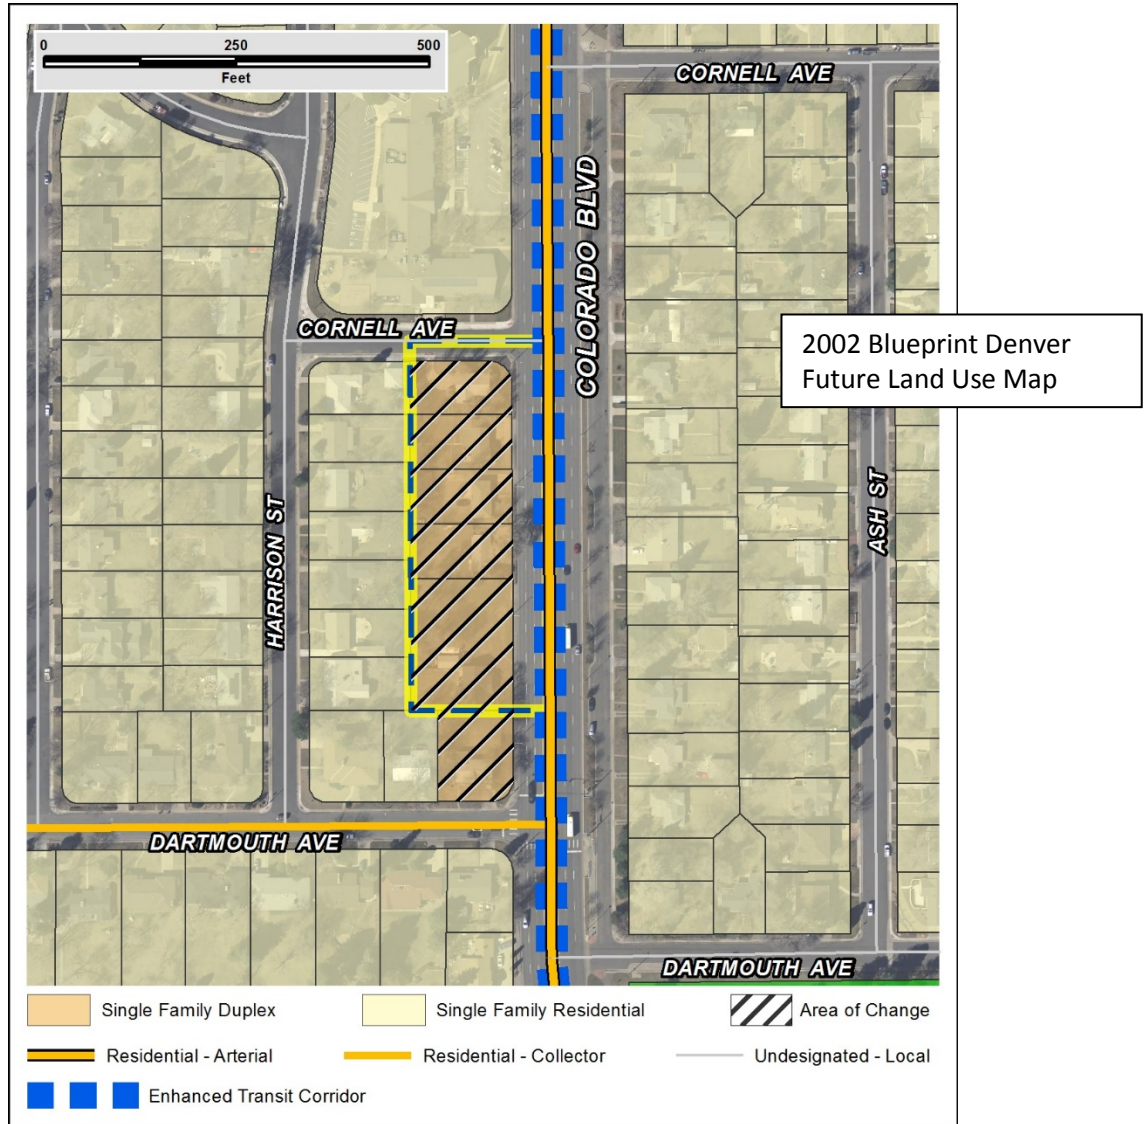 0 250 500
Feet
CORNELL AVE
COLORADO BLVD
CORNELL AVE
2002 Blueprint Denver
Future Land Use Map
HARRISON ST
ASH ST
DARTMOUTH AVE
DARTMOUTH AVE
Single Family Duplex Single Family Residential Area of Change
Residential - Arterial Residential - Collector Undesignated - Local
Enhanced Transit Corridor